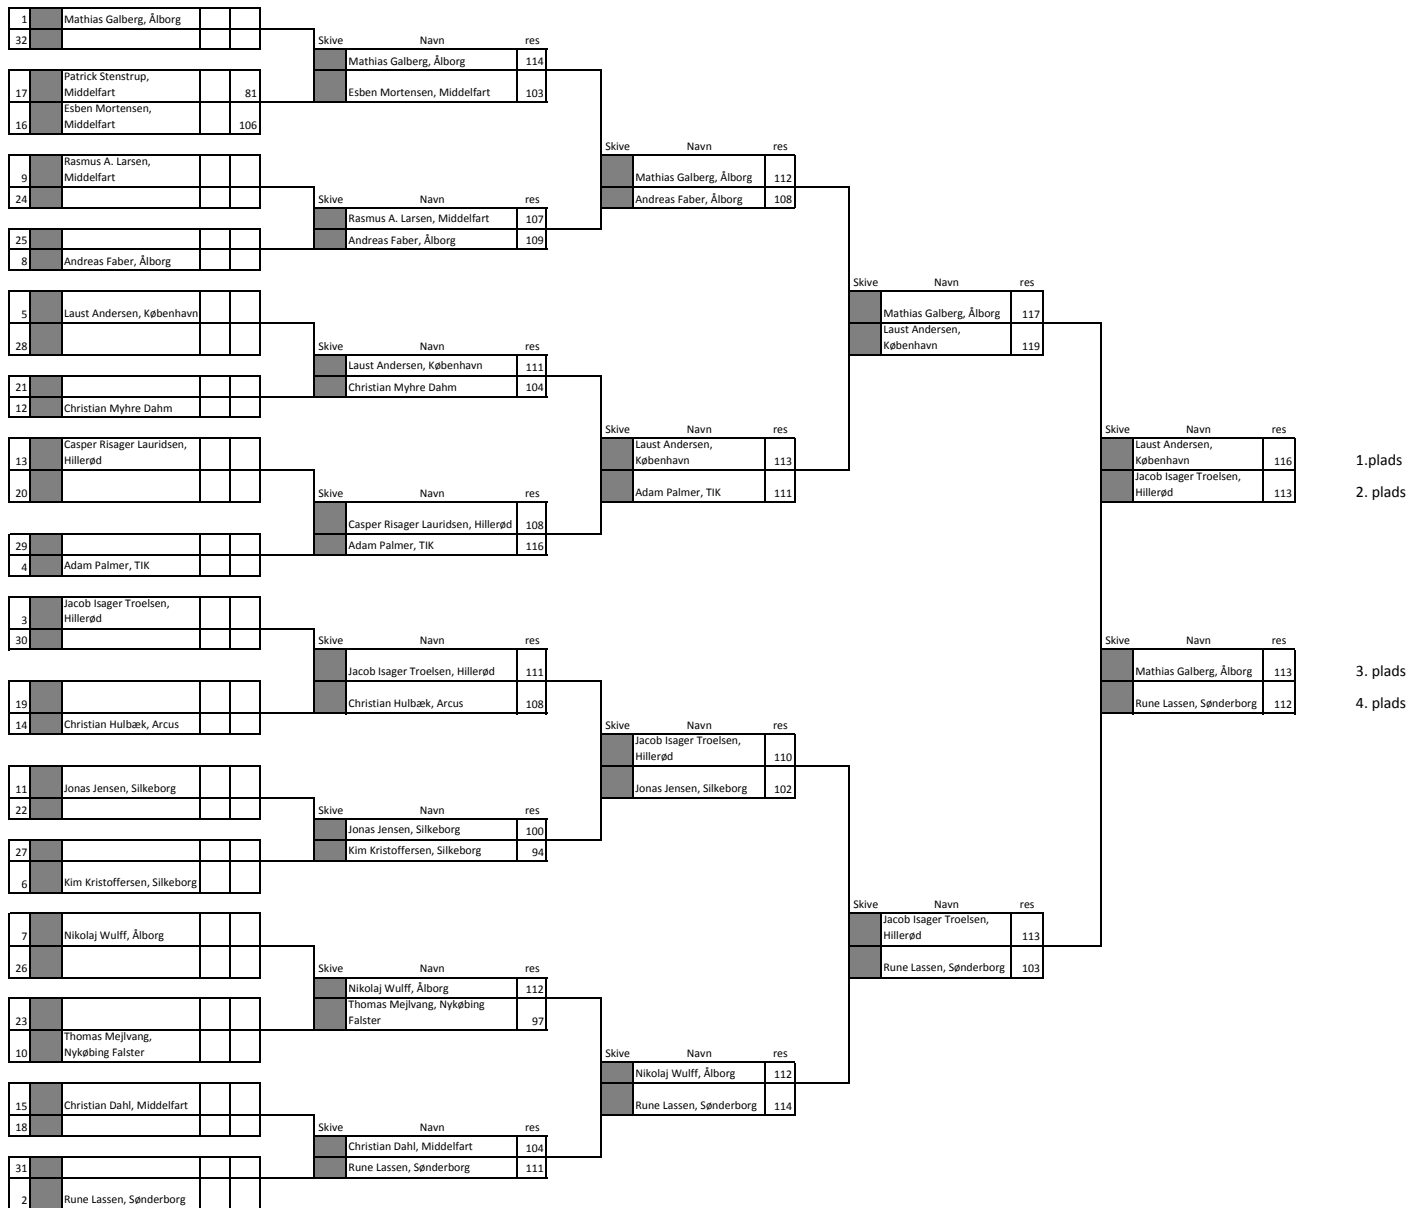 1 Mathias Galberg, Ålborg
32
Skive Navn res
Mathias Galberg, Ålborg 114
Esben Mortensen, Middelfart 103
17 Patrick Stenstrup,
Middelfart 81
16 Esben Mortensen,
Middelfart 106
Skive Navn res
Mathias Galberg, Ålborg 112
Andreas Faber, Ålborg 108
9 Rasmus A. Larsen,
Middelfart
24
Skive Navn res
Rasmus A. Larsen, Middelfart 107
Andreas Faber, Ålborg 109
25
8 Andreas Faber, Ålborg
Skive Navn res
Mathias Galberg, Ålborg 117
Laust Andersen,
København 119
5 Laust Andersen, København
28
Skive Navn res
Laust Andersen, København 111
Christian Myhre Dahm 104
21
12 Christian Myhre Dahm
Skive Navn res
Laust Andersen,
København 113
Adam Palmer, TIK 111
Skive Navn res
Laust Andersen,
København 116 1.plads
Jacob Isager Troelsen,
Hillerød 113 2. plads
13 Casper Risager Lauridsen,
Hillerød
20
Skive Navn res
Casper Risager Lauridsen, Hillerød 108
Adam Palmer, TIK 116
29
4 Adam Palmer, TIK
3 Jacob Isager Troelsen,
Hillerød
30
Skive Navn res
Jacob Isager Troelsen, Hillerød 111
Christian Hulbæk, Arcus 108
Skive Navn res
Mathias Galberg, Ålborg 113 3. plads
Rune Lassen, Sønderborg 112 4. plads
19
14 Christian Hulbæk, Arcus
Skive Navn res
Jacob Isager Troelsen,
Hillerød 110
Jonas Jensen, Silkeborg 102
11 Jonas Jensen, Silkeborg
22
Skive Navn res
Jonas Jensen, Silkeborg 100
Kim Kristoffersen, Silkeborg 94
27
6 Kim Kristoffersen, Silkeborg
Skive Navn res
Jacob Isager Troelsen,
Hillerød 113
Rune Lassen, Sønderborg 103
7 Nikolaj Wulff, Ålborg
26
Skive Navn res
Nikolaj Wulff, Ålborg 112
Thomas Mejlvang, Nykøbing
Falster 97
23
10 Thomas Mejlvang,
Nykøbing Falster
Skive Navn res
Nikolaj Wulff, Ålborg 112
Rune Lassen, Sønderborg 114
15 Christian Dahl, Middelfart
18
Skive Navn res
Christian Dahl, Middelfart 104
Rune Lassen, Sønderborg 111
31
2 Rune Lassen, Sønderborg